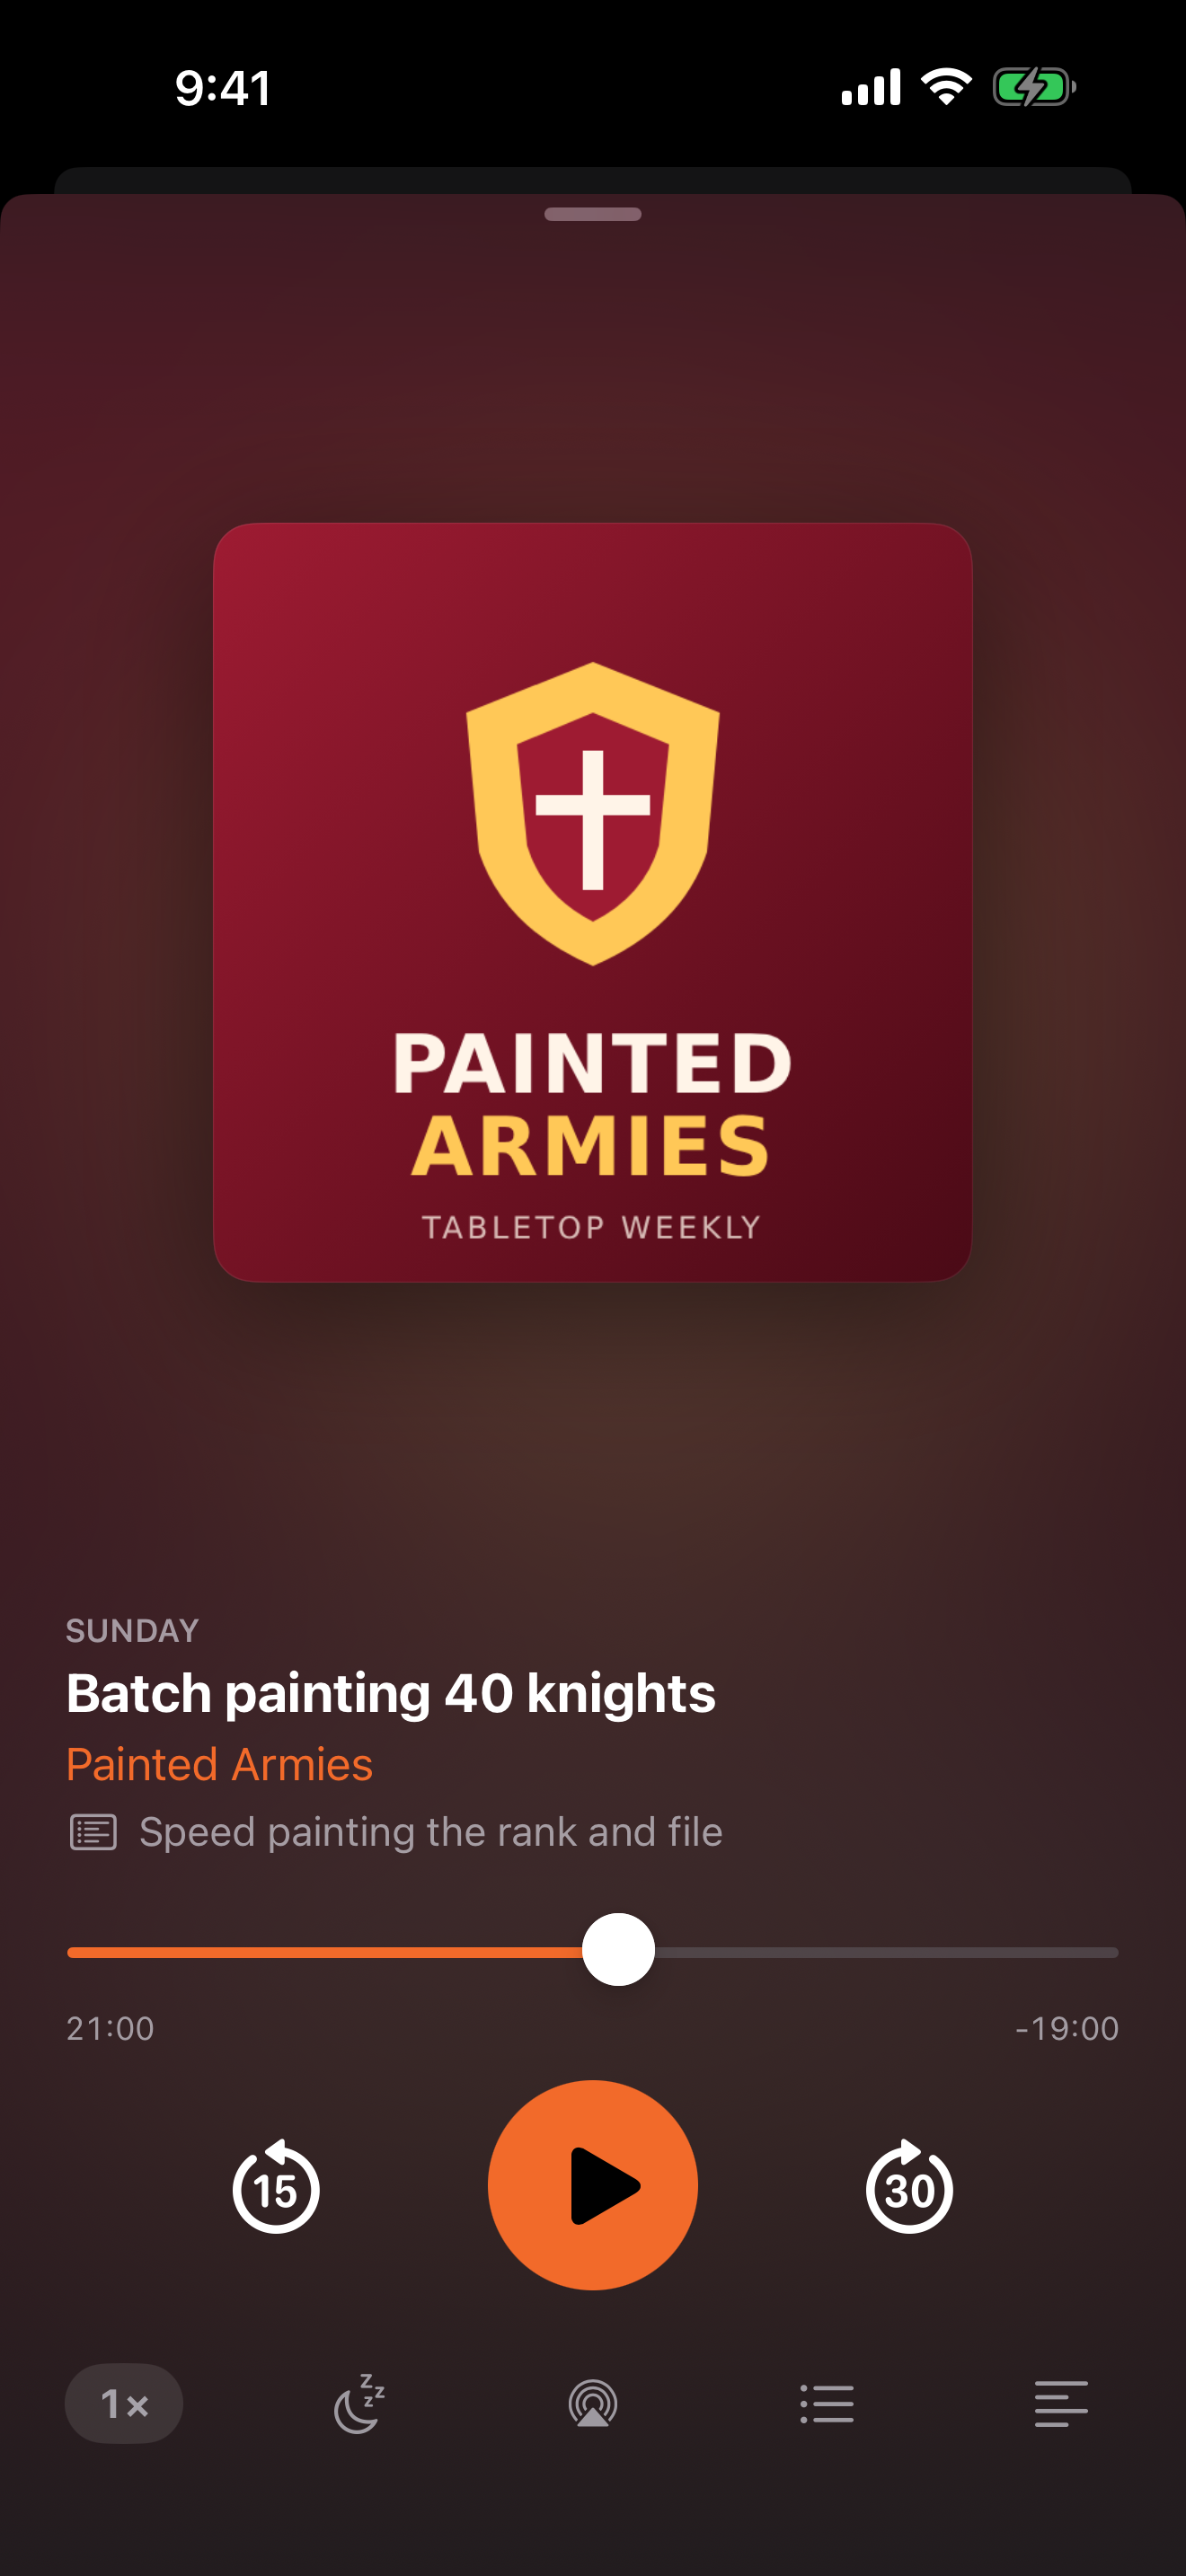 9:41
PAINTED
ARMIES
TABLETOP WEEKLY
SUNDAY
Batch painting 40 knights
Painted Armies
Speed painting the rank and file
21:00
-19:00
15
30
1×
zzz